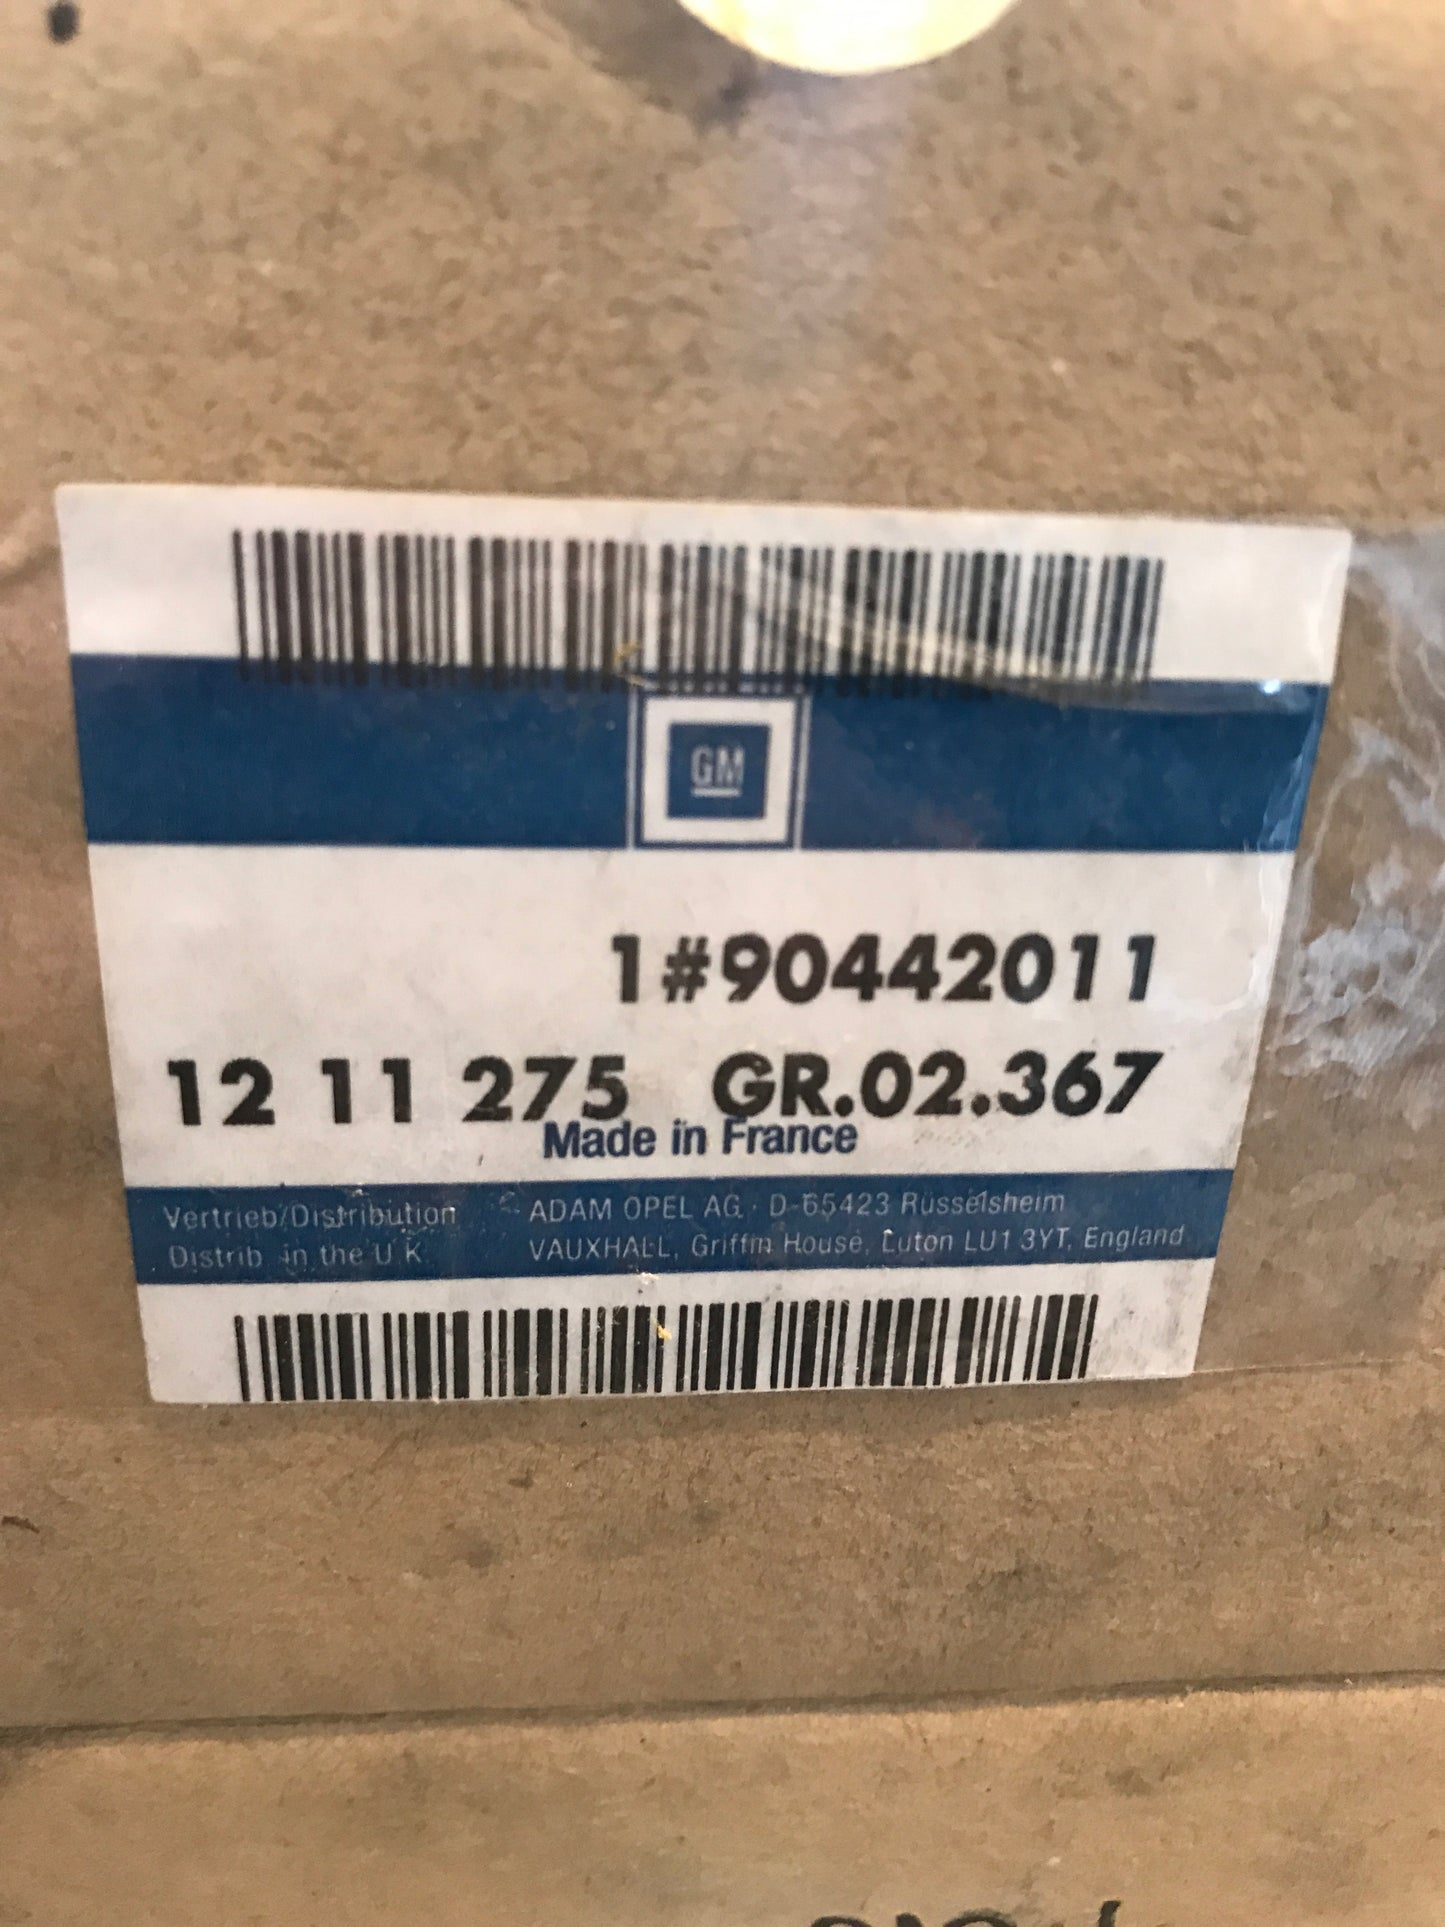 GM
1#90442011
12 11 275 GR.02.367
Made in France
Vertrieb/Distribution ADAM OPEL AG · D-65423 Rüsselsheim
Distrib. in the U.K. VAUXHALL, Griffin House, Luton LU1 3YT, England